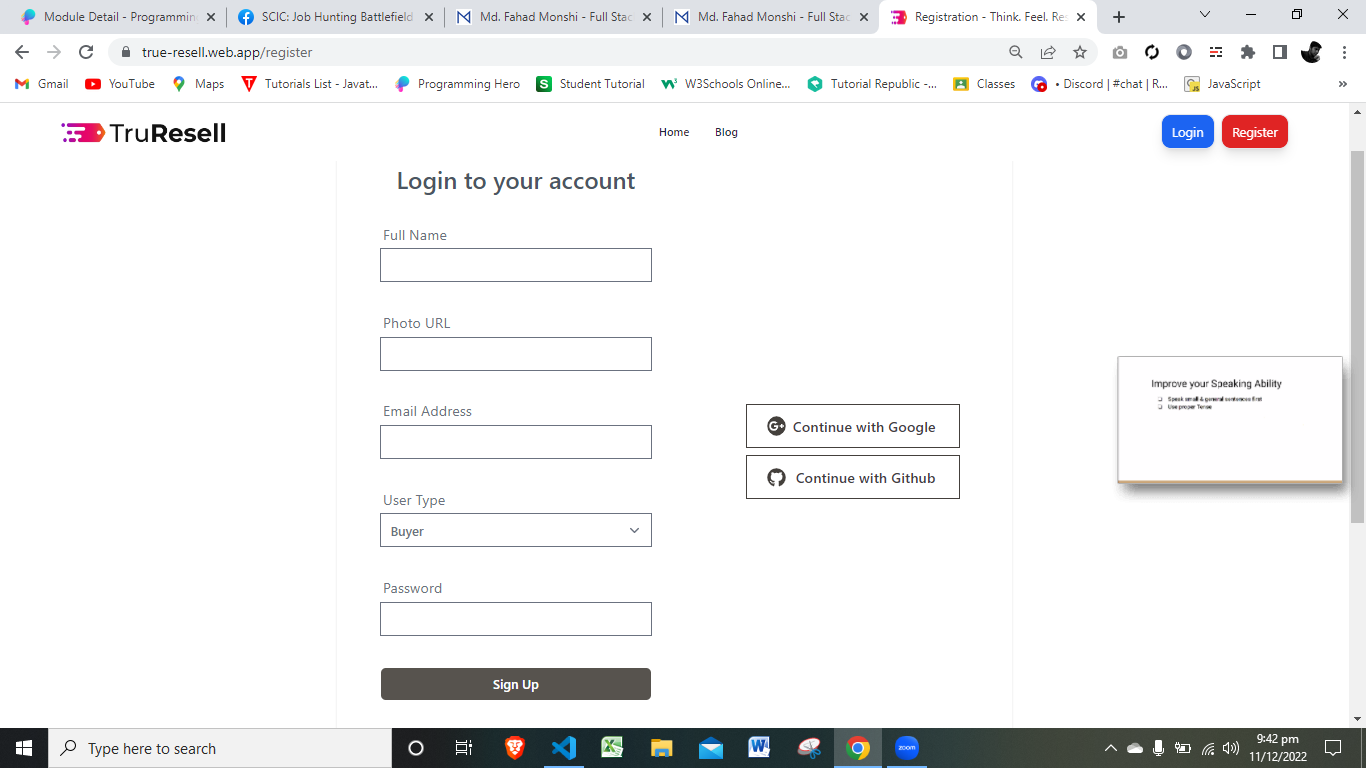 Module Detail - Programmin
SCIC: Job Hunting Battlefield
Md. Fahad Monshi - Full Stac
Md. Fahad Monshi - Full Stac
Registration - Think. Feel. Res
true-resell.web.app/register
Gmail
YouTube
Maps
Tutorials List - Javat...
Programming Hero
S
Student Tutorial
W3Schools Online...
Tutorial Republic -...
Classes
• Discord | #chat | R...
JavaScript
»
TruResell
Home
Blog
Login
Register
Login to your account
Full Name
Photo URL
Improve your Speaking Ability
Speak small & general sentences first
Use proper Tense
Email Address
Continue with Google
Continue with Github
User Type
Buyer
Password
Sign Up
Type here to search
zoom
9:42 pm
11/12/2022